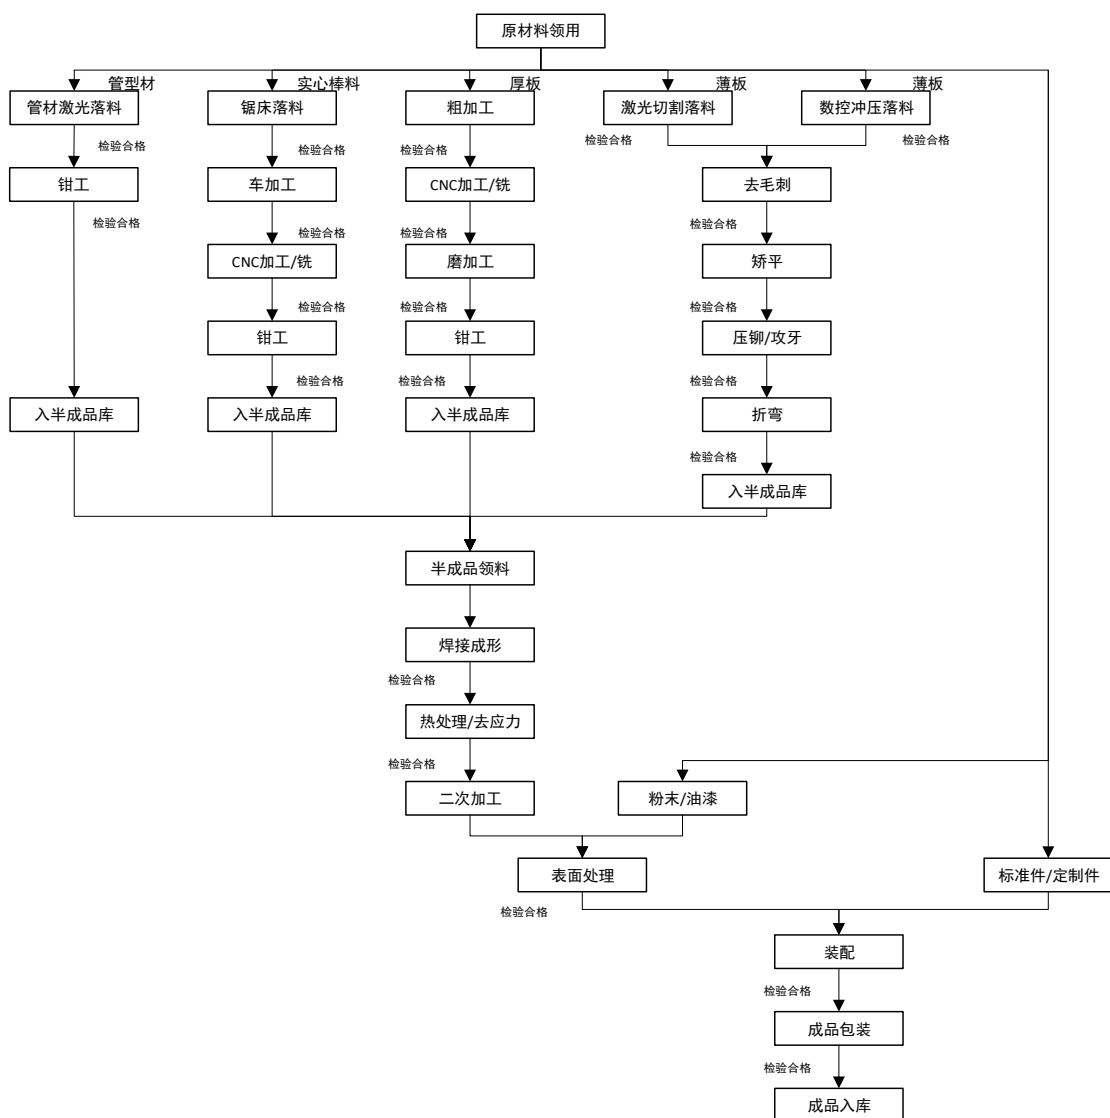 原材料领用
管型材
实心棒料
厚板
薄板
薄板
管材激光落料
锯床落料
粗加工
激光切割落料
数控冲压落料
检验合格
检验合格
检验合格
检验合格
检验合格
钳工
车加工
CNC加工/铣
去毛刺
检验合格
检验合格
检验合格
检验合格
CNC加工/铣
磨加工
矫平
检验合格
检验合格
检验合格
钳工
钳工
压铆/攻牙
检验合格
检验合格
检验合格
入半成品库
入半成品库
入半成品库
折弯
检验合格
入半成品库
半成品领料
焊接成形
检验合格
热处理/去应力
检验合格
二次加工
粉末/油漆
表面处理
标准件/定制件
检验合格
装配
检验合格
成品包装
检验合格
成品入库